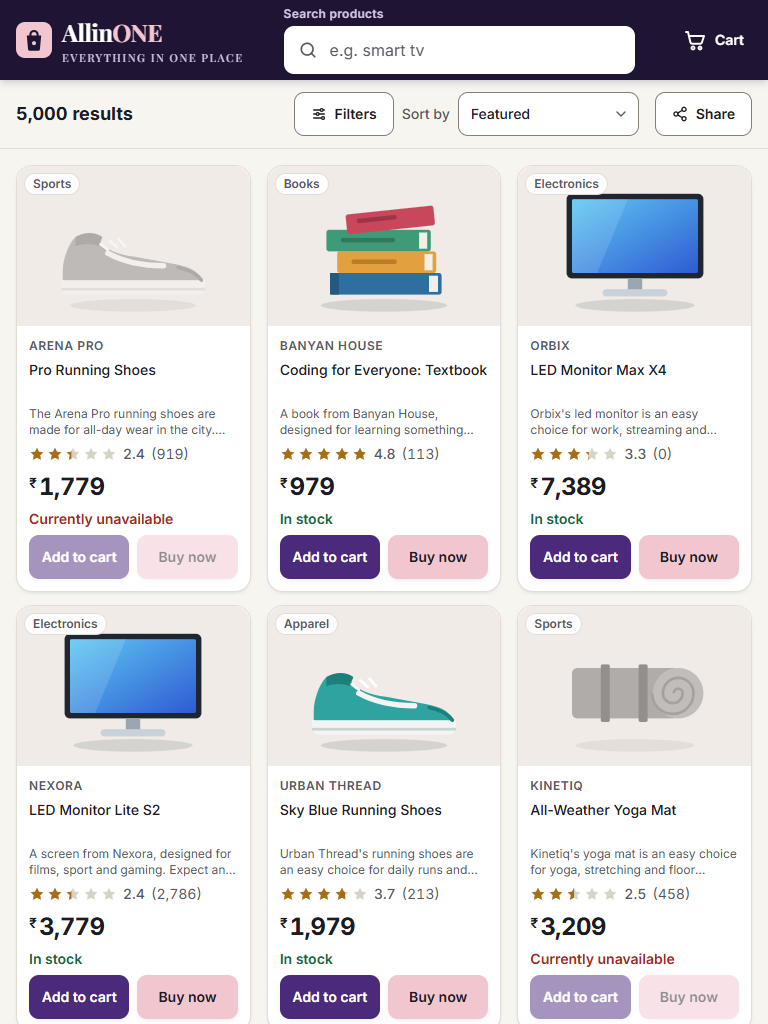 Search products
AllinONE
EVERYTHING IN ONE PLACE
e.g. smart tv
Cart
5,000 results
Filters
Sort by
Featured
Share
Sports
ARENA PRO
Pro Running Shoes
The Arena Pro running shoes are
made for all-day wear in the city....
2.4 (919)
₹1,779
Currently unavailable
Add to cart
Buy now
Books
BANYAN HOUSE
Coding for Everyone: Textbook
A book from Banyan House,
designed for learning something...
4.8 (113)
₹979
In stock
Add to cart
Buy now
Electronics
ORBIX
LED Monitor Max X4
Orbix's led monitor is an easy
choice for work, streaming and...
3.3 (0)
₹7,389
In stock
Add to cart
Buy now
Electronics
NEXORA
LED Monitor Lite S2
A screen from Nexora, designed for
films, sport and gaming. Expect an...
2.4 (2,786)
₹3,779
In stock
Add to cart
Buy now
Apparel
URBAN THREAD
Sky Blue Running Shoes
Urban Thread's running shoes are
an easy choice for daily runs and...
3.7 (213)
₹1,979
In stock
Add to cart
Buy now
Sports
KINETIQ
All-Weather Yoga Mat
Kinetiq's yoga mat is an easy choice
for yoga, stretching and floor...
2.5 (458)
₹3,209
Currently unavailable
Add to cart
Buy now